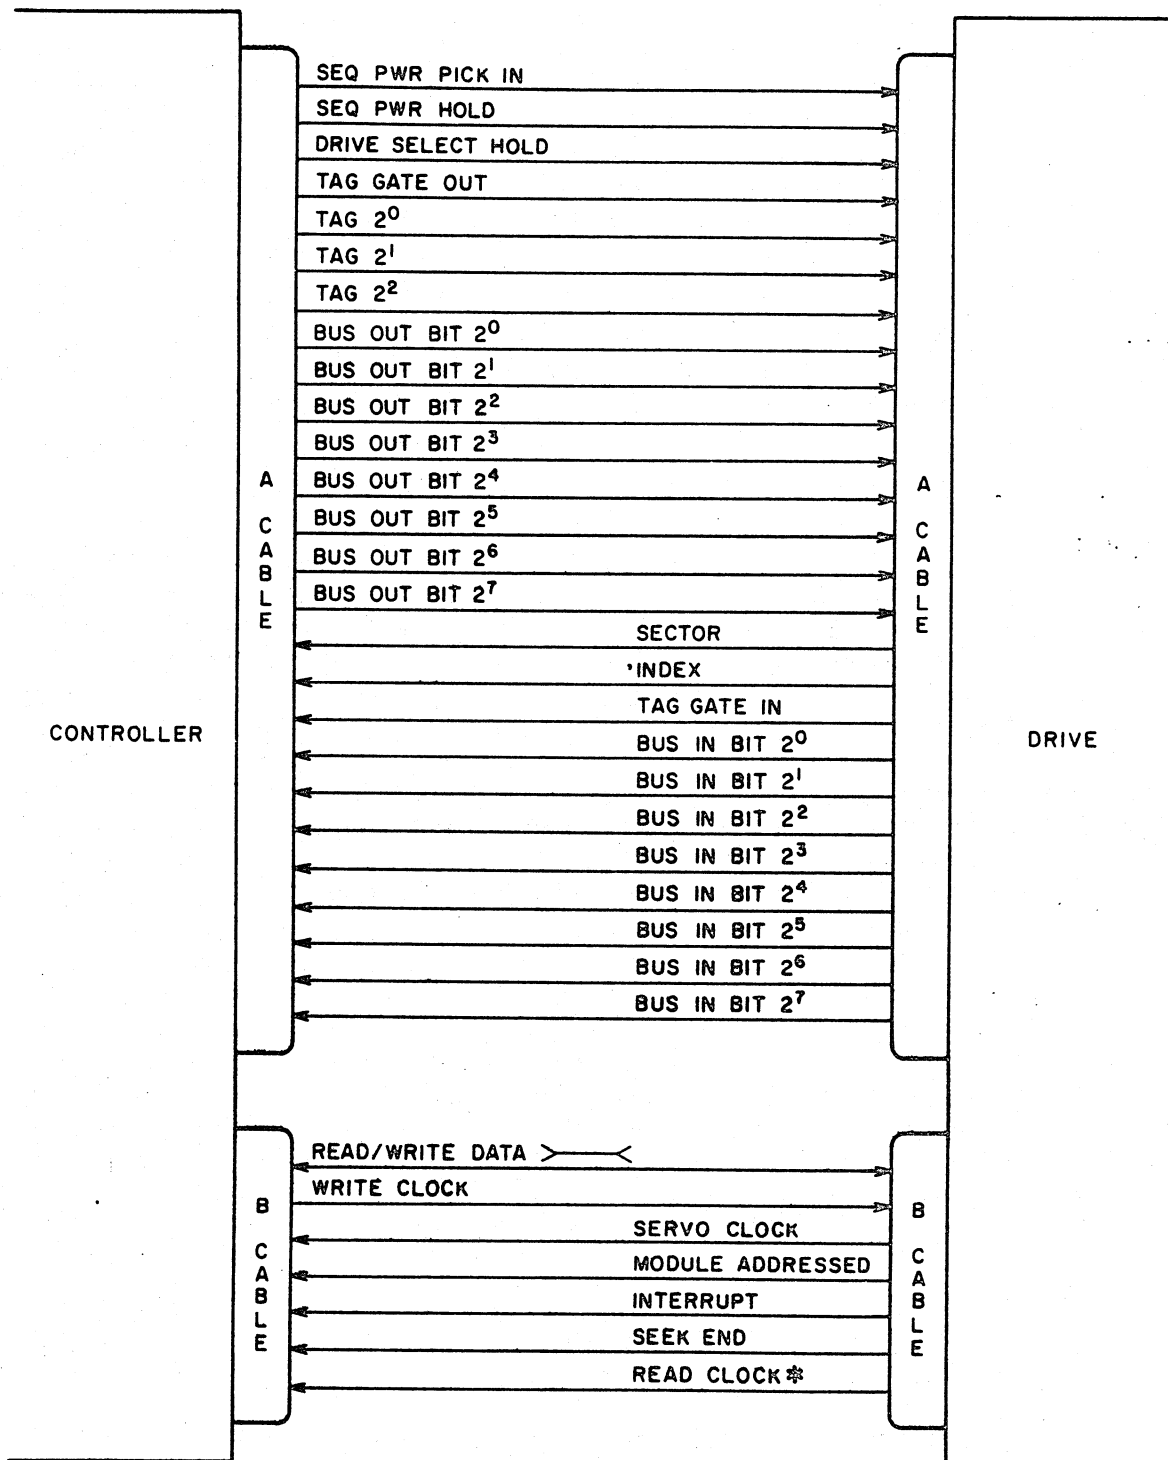 SEQ PWR PICK IN
SEQ PWR HOLD
DRIVE SELECT HOLD
TAG GATE OUT
TAG 2⁰
TAG 2¹
TAG 2²
BUS OUT BIT 2⁰
BUS OUT BIT 2¹
BUS OUT BIT 2²
BUS OUT BIT 2³
BUS OUT BIT 2⁴
BUS OUT BIT 2⁵
BUS OUT BIT 2⁶
BUS OUT BIT 2⁷
A CABLE
A CABLE
SECTOR
INDEX
TAG GATE IN
CONTROLLER
DRIVE
BUS IN BIT 2⁰
BUS IN BIT 2¹
BUS IN BIT 2²
BUS IN BIT 2³
BUS IN BIT 2⁴
BUS IN BIT 2⁵
BUS IN BIT 2⁶
BUS IN BIT 2⁷
READ/WRITE DATA
WRITE CLOCK
B CABLE
B CABLE
SERVO CLOCK
MODULE ADDRESSED
INTERRUPT
SEEK END
READ CLOCK*